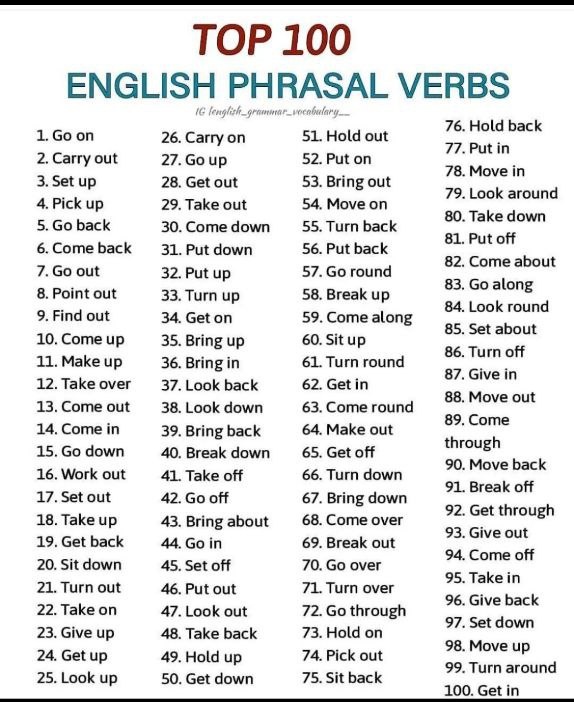 TOP 100
ENGLISH PHRASAL VERBS
IG [english_grammar_vocabulary__
1. Go on
2. Carry out
3. Set up
4. Pick up
5. Go back
6. Come back
7. Go out
8. Point out
9. Find out
10. Come up
11. Make up
12. Take over
13. Come out
14. Come in
15. Go down
16. Work out
17. Set out
18. Take up
19. Get back
20. Sit down
21. Turn out
22. Take on
23. Give up
24. Get up
25. Look up
26. Carry on
27. Go up
28. Get out
29. Take out
30. Come down
31. Put down
32. Put up
33. Turn up
34. Get on
35. Bring up
36. Bring in
37. Look back
38. Look down
39. Bring back
40. Break down
41. Take off
42. Go off
43. Bring about
44. Go in
45. Set off
46. Put out
47. Look out
48. Take back
49. Hold up
50. Get down
51. Hold out
52. Put on
53. Bring out
54. Move on
55. Turn back
56. Put back
57. Go round
58. Break up
59. Come along
60. Sit up
61. Turn round
62. Get in
63. Come round
64. Make out
65. Get off
66. Turn down
67. Bring down
68. Come over
69. Break out
70. Go over
71. Turn over
72. Go through
73. Hold on
74. Pick out
75. Sit back
76. Hold back
77. Put in
78. Move in
79. Look around
80. Take down
81. Put off
82. Come about
83. Go along
84. Look round
85. Set about
86. Turn off
87. Give in
88. Move out
89. Come
through
90. Move back
91. Break off
92. Get through
93. Give out
94. Come off
95. Take in
96. Give back
97. Set down
98. Move up
99. Turn around
100. Get in